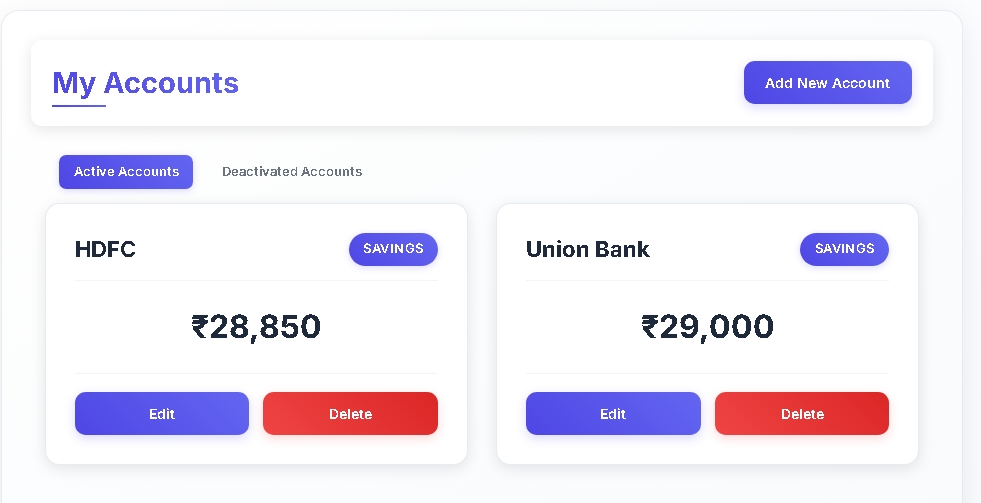 My Accounts
Add New Account
Active Accounts
Deactivated Accounts
HDFC
SAVINGS
₹28,850
Edit
Delete
Union Bank
SAVINGS
₹29,000
Edit
Delete